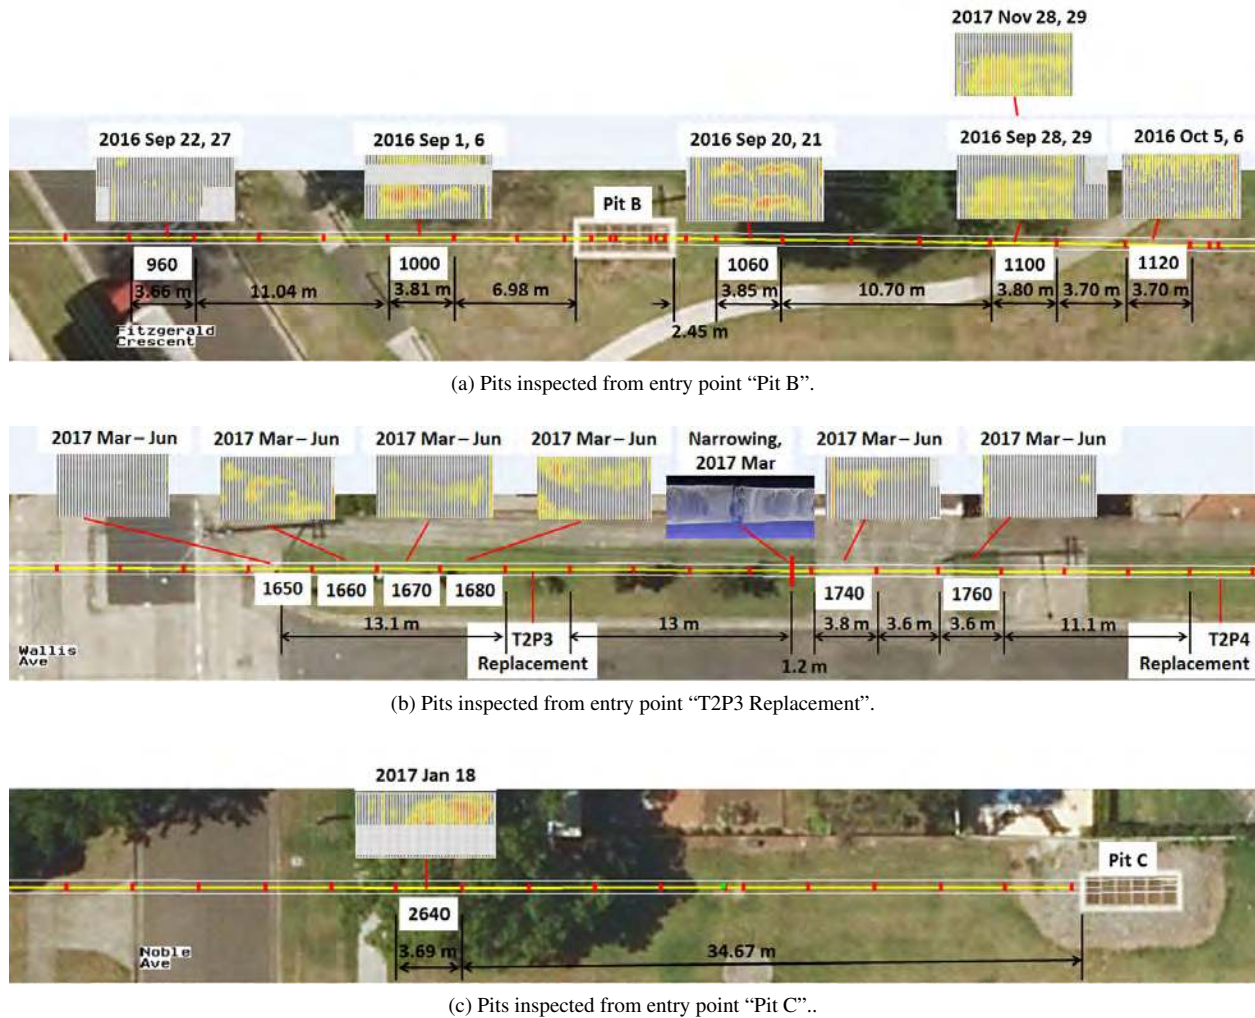 2017 Nov 28, 29
2016 Sep 22, 27
2016 Sep 1, 6
2016 Sep 20, 21
2016 Sep 28, 29
2016 Oct 5, 6
Pit B
960
1000
1060
1100
1120
3.66 m
11.04 m
3.81 m
6.98 m
2.45 m
3.85 m
10.70 m
3.80 m
3.70 m
3.70 m
Fitzgerald
Crescent
(a) Pits inspected from entry point “Pit B”.
2017 Mar – Jun
2017 Mar – Jun
2017 Mar – Jun
2017 Mar – Jun
Narrowing,
2017 Mar
2017 Mar – Jun
2017 Mar – Jun
1650
1660
1670
1680
1740
1760
13.1 m
13 m
1.2 m
3.8 m
3.6 m
3.6 m
11.1 m
T2P3
Replacement
T2P4
Replacement
Wallis
Ave
(b) Pits inspected from entry point “T2P3 Replacement”.
2017 Jan 18
Pit C
2640
3.69 m
34.67 m
Noble
Ave
(c) Pits inspected from entry point “Pit C”..